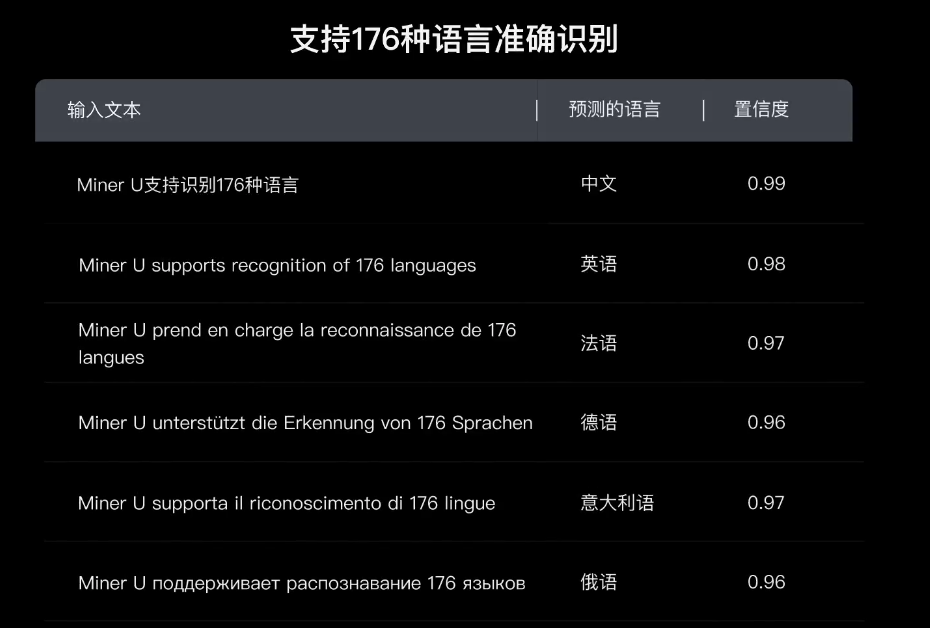 支持176种语言准确识别
输入文本 | 预测的语言 | 置信度
Miner U支持识别176种语言 中文 0.99
Miner U supports recognition of 176 languages 英语 0.98
Miner U prend en charge la reconnaissance de 176
langues 法语 0.97
Miner U unterstützt die Erkennung von 176 Sprachen 德语 0.96
Miner U supporta il riconoscimento di 176 lingue 意大利语 0.97
Miner U поддерживает распознавание 176 языков 俄语 0.96